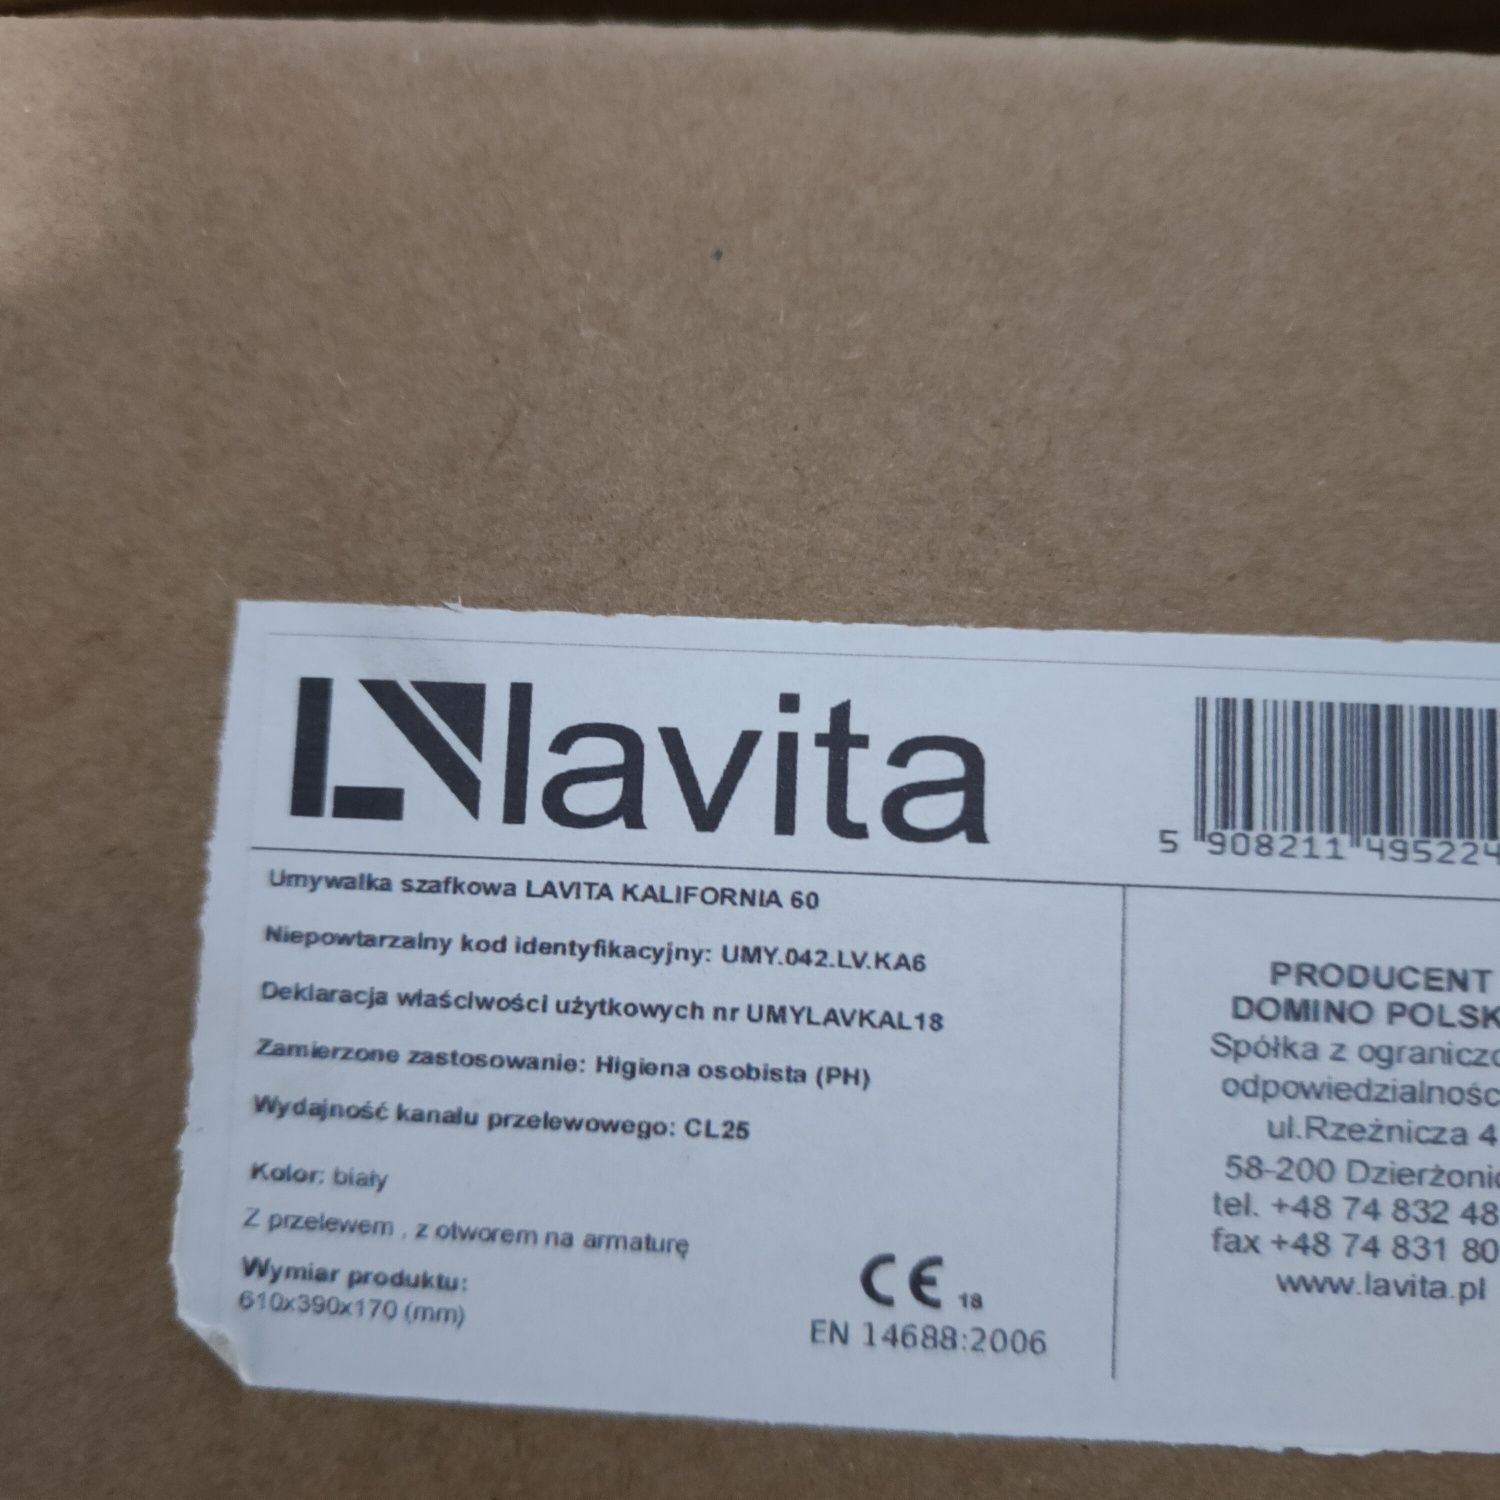 lavita
5 908211 495224
Umywalka szafkowa LAVITA KALIFORNIA 60
Niepowtarzalny kod identyfikacyjny: UMY.042.LV.KA6
Deklaracja właściwości użytkowych nr UMYLAVKAL18
Zamierzone zastosowanie: Higiena osobista (PH)
Wydajność kanału przelewowego: CL25
Kolor: biały
Z przelewem , z otworem na armaturę
Wymiar produktu:
610x390x170 (mm)
CE 18
EN 14688:2006
PRODUCENT
DOMINO POLSK
Spółka z ogranicz
odpowiedzialnośc
ul.Rzeźnicza 4
58-200 Dzierżoni
tel. +48 74 832 48
fax +48 74 831 80
www.lavita.pl